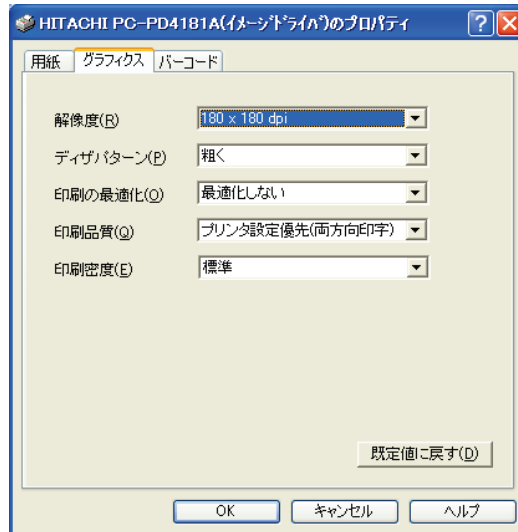 HITACHI PC-PD4181A(イメージドライバ)のプロパティ
用紙 グラフィクス バーコード
解像度(R) 180 x 180 dpi
ディザパターン(P) 粗く
印刷の最適化(O) 最適化しない
印刷品質(Q) プリンタ設定優先(両方向印字)
印刷密度(E) 標準
既定値に戻す(D)
OK キャンセル ヘルプ